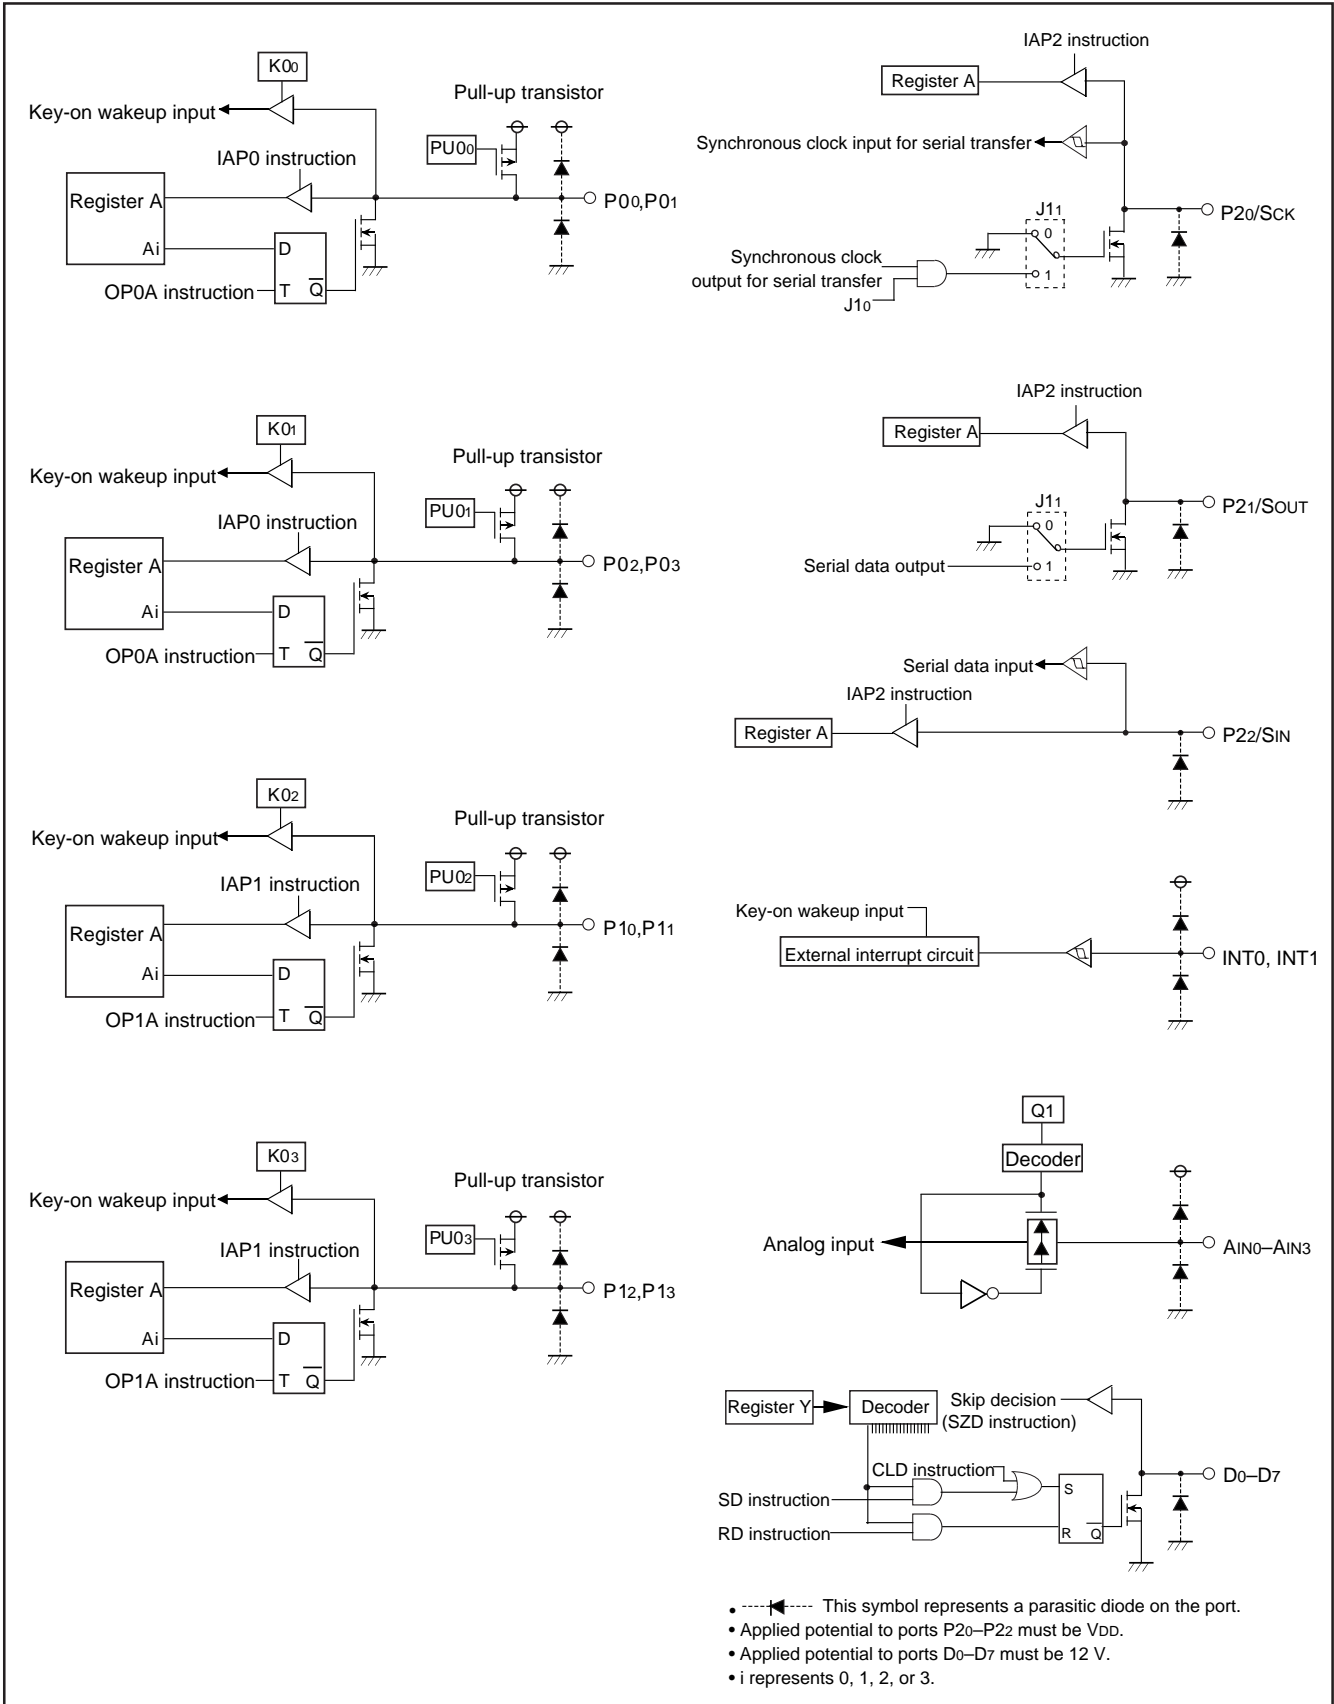 K00
Key-on wakeup input
Pull-up transistor
PU00
IAP0 instruction
Register A
P00,P01
Ai
D
OP0A instruction
T
Q
K01
Key-on wakeup input
Pull-up transistor
PU01
IAP0 instruction
Register A
P02,P03
Ai
D
OP0A instruction
T
Q
K02
Key-on wakeup input
Pull-up transistor
PU02
IAP1 instruction
Register A
P10,P11
Ai
D
OP1A instruction
T
Q
K03
Key-on wakeup input
Pull-up transistor
PU03
IAP1 instruction
Register A
P12,P13
Ai
D
OP1A instruction
T
Q
IAP2 instruction
Register A
Synchronous clock input for serial transfer
J11
P20/SCK
0
Synchronous clock
output for serial transfer
1
J10
IAP2 instruction
Register A
J11
P21/SOUT
0
Serial data output
1
Serial data input
IAP2 instruction
Register A
P22/SIN
Key-on wakeup input
External interrupt circuit
INT0, INT1
Q1
Decoder
Analog input
AIN0–AIN3
Register Y
Decoder
Skip decision
(SZD instruction)
CLD instruction
D0–D7
S
SD instruction
RD instruction
R
Q
• This symbol represents a parasitic diode on the port.
• Applied potential to ports P20–P22 must be VDD.
• Applied potential to ports D0–D7 must be 12 V.
• i represents 0, 1, 2, or 3.